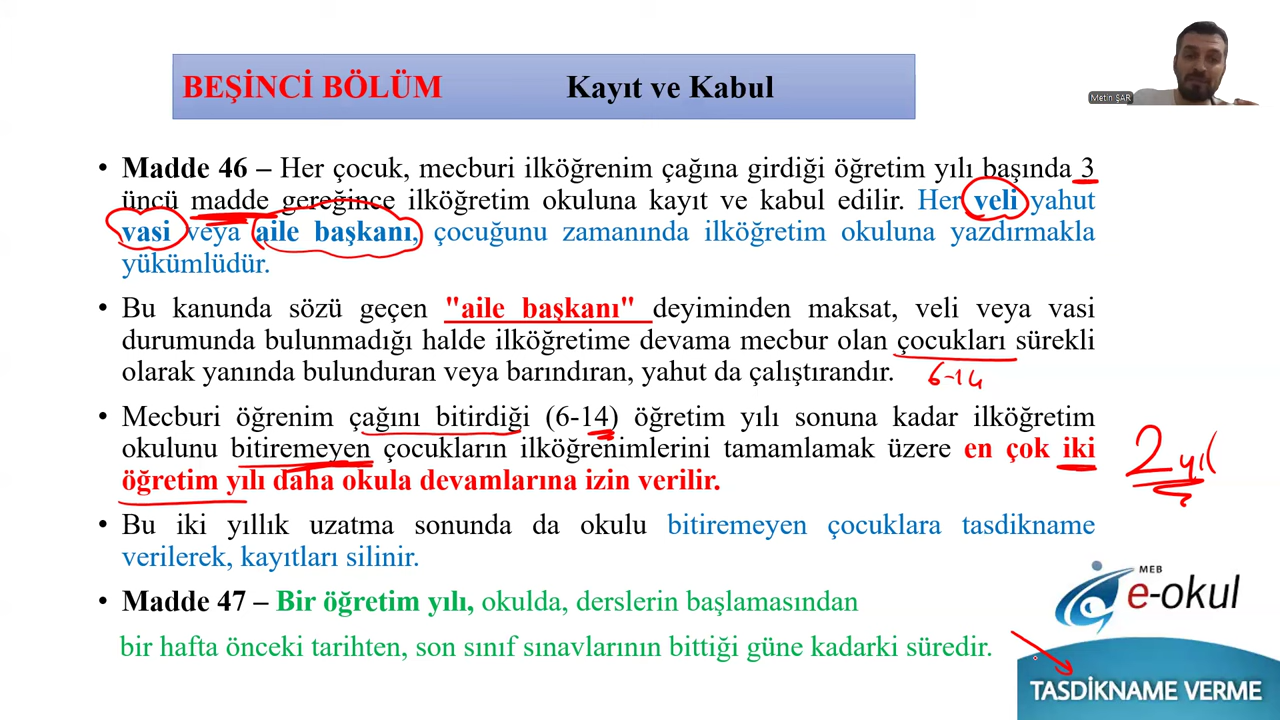 BEŞİNCİ BÖLÜM Kayıt ve Kabul
Metin ŞAR
• Madde 46 – Her çocuk, mecburi ilköğrenim çağına girdiği öğretim yılı başında 3
üncü madde gereğince ilköğretim okuluna kayıt ve kabul edilir. Her veli yahut
vasi veya aile başkanı, çocuğunu zamanında ilköğretim okuluna yazdırmakla
yükümlüdür.
• Bu kanunda sözü geçen "aile başkanı" deyiminden maksat, veli veya vasi
durumunda bulunmadığı halde ilköğretime devama mecbur olan çocukları sürekli
olarak yanında bulunduran veya barındıran, yahut da çalıştırandır.
6-14
• Mecburi öğrenim çağını bitirdiği (6-14) öğretim yılı sonuna kadar ilköğretim
okulunu bitiremeyen çocukların ilköğrenimlerini tamamlamak üzere en çok iki
öğretim yılı daha okula devamlarına izin verilir.
2 yıl
• Bu iki yıllık uzatma sonunda da okulu bitiremeyen çocuklara tasdikname
verilerek, kayıtları silinir.
• Madde 47 – Bir öğretim yılı, okulda, derslerin başlamasından
bir hafta önceki tarihten, son sınıf sınavlarının bittiği güne kadarki süredir.
MEB
e-okul
TASDİKNAME VERME